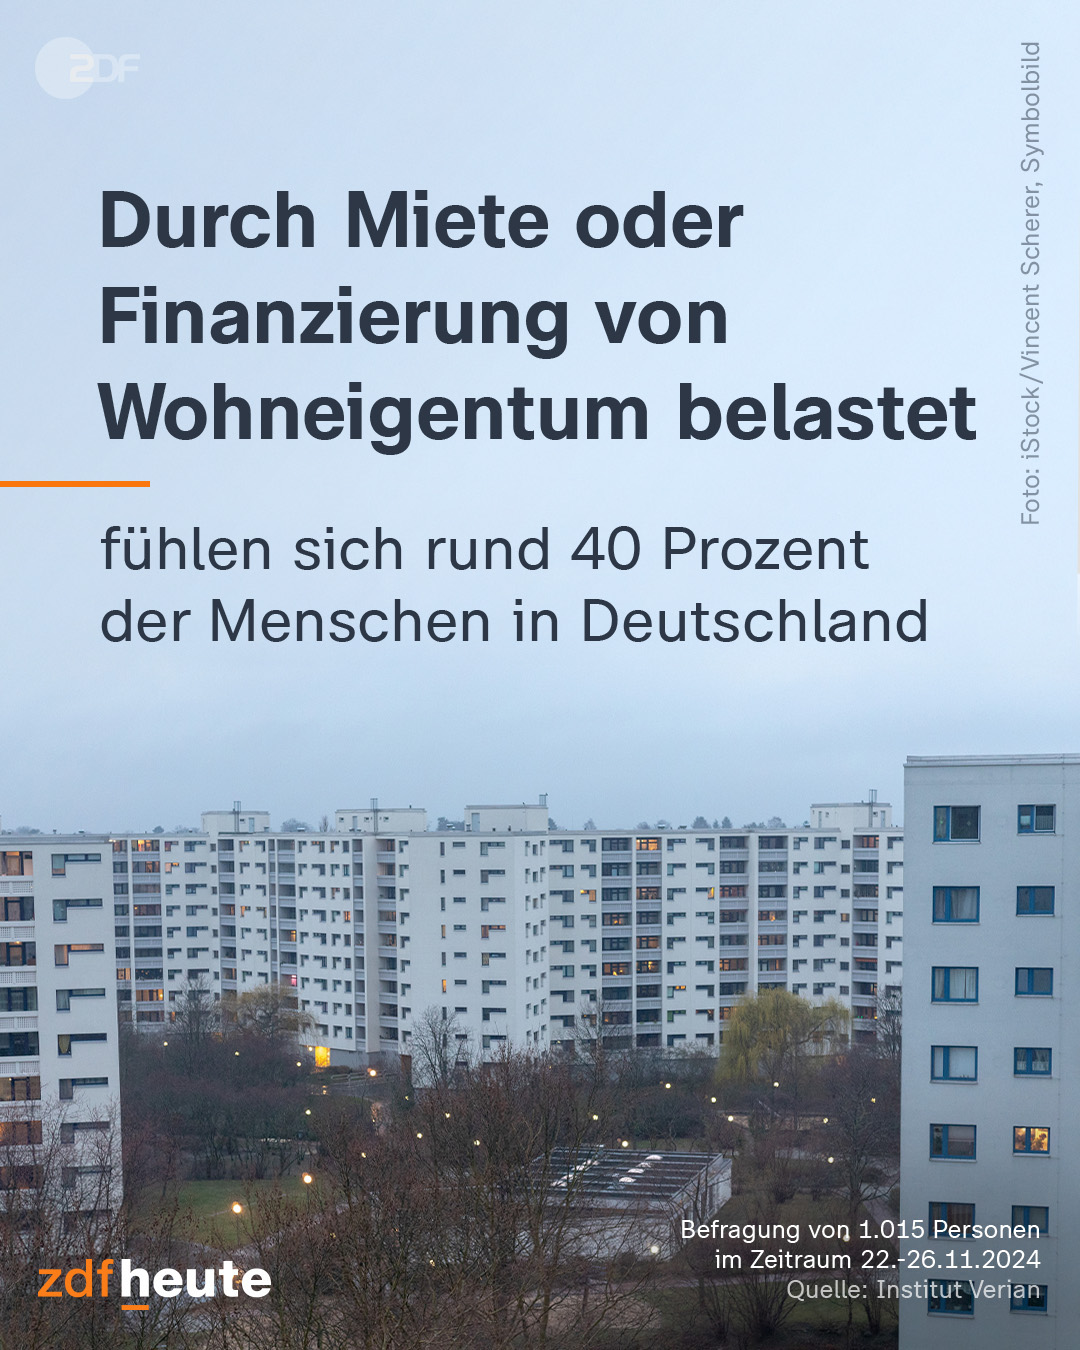 ZDF
Foto: iStock/Vincent Scherer, Symbolbild
Durch Miete oder
Finanzierung von
Wohneigentum belastet
fühlen sich rund 40 Prozent
der Menschen in Deutschland
Befragung von 1.015 Personen
im Zeitraum 22.-26.11.2024
Quelle: Institut Verian
zdfheute